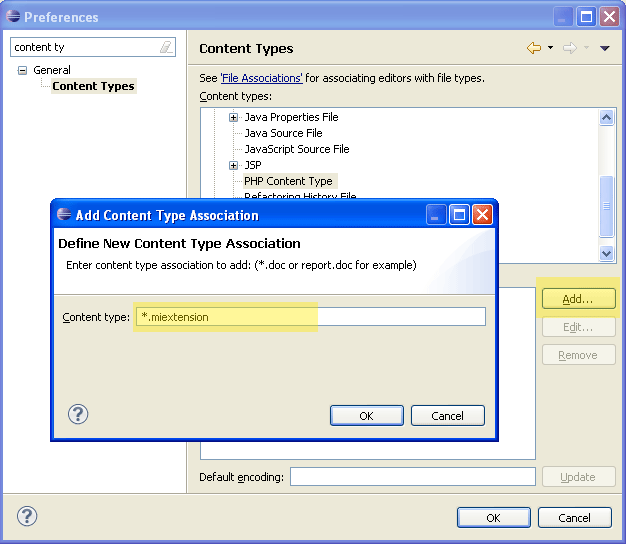 Preferences
content ty
General
Content Types
Content Types
See 'File Associations' for associating editors with file types.
Content types:
Java Properties File
Java Source File
JavaScript Source File
JSP
PHP Content Type
Refactoring History File
Add Content Type Association
Define New Content Type Association
Enter content type association to add: (*.doc or report.doc for example)
Content type: *.miextension
OK Cancel
Add...
Edit...
Remove
Default encoding: Update
OK Cancel